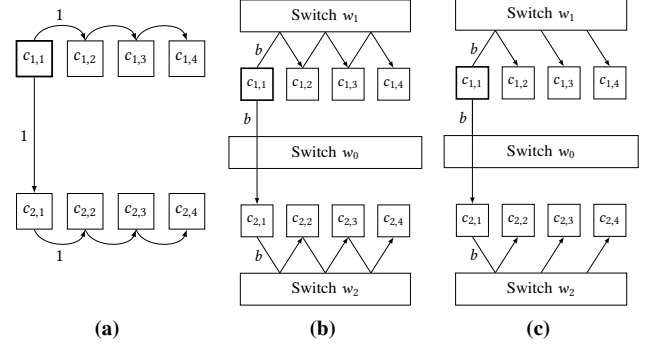 1
c1,1 c1,2 c1,3 c1,4
1
c2,1 c2,2 c2,3 c2,4
1
(a)
Switch w1
b
c1,1 c1,2 c1,3 c1,4
b
Switch w0
c2,1 c2,2 c2,3 c2,4
b
Switch w2
(b)
Switch w1
b
c1,1 c1,2 c1,3 c1,4
b
Switch w0
c2,1 c2,2 c2,3 c2,4
b
Switch w2
(c)